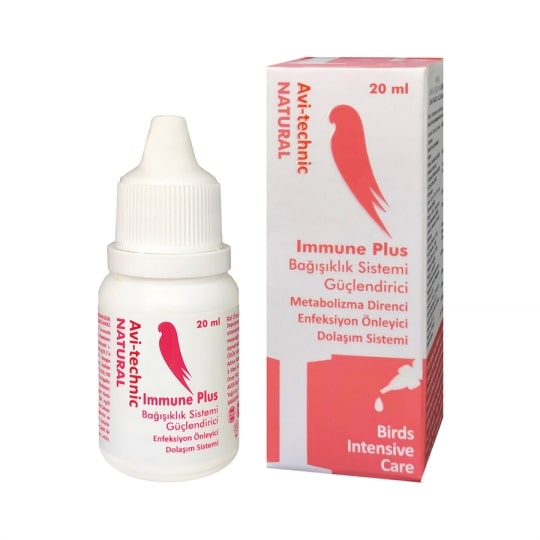 Avi-technic
NATURAL
20 ml
Immune Plus
Bağışıklık Sistemi
Güçlendirici
Enfeksiyon Önleyici
Dolaşım Sistemi
Avi-technic
NATURAL
20 ml
Immune Plus
Bağışıklık Sistemi
Güçlendirici
Metabolizma Direnci
Enfeksiyon Önleyici
Dolaşım Sistemi
Birds
Intensive
Care